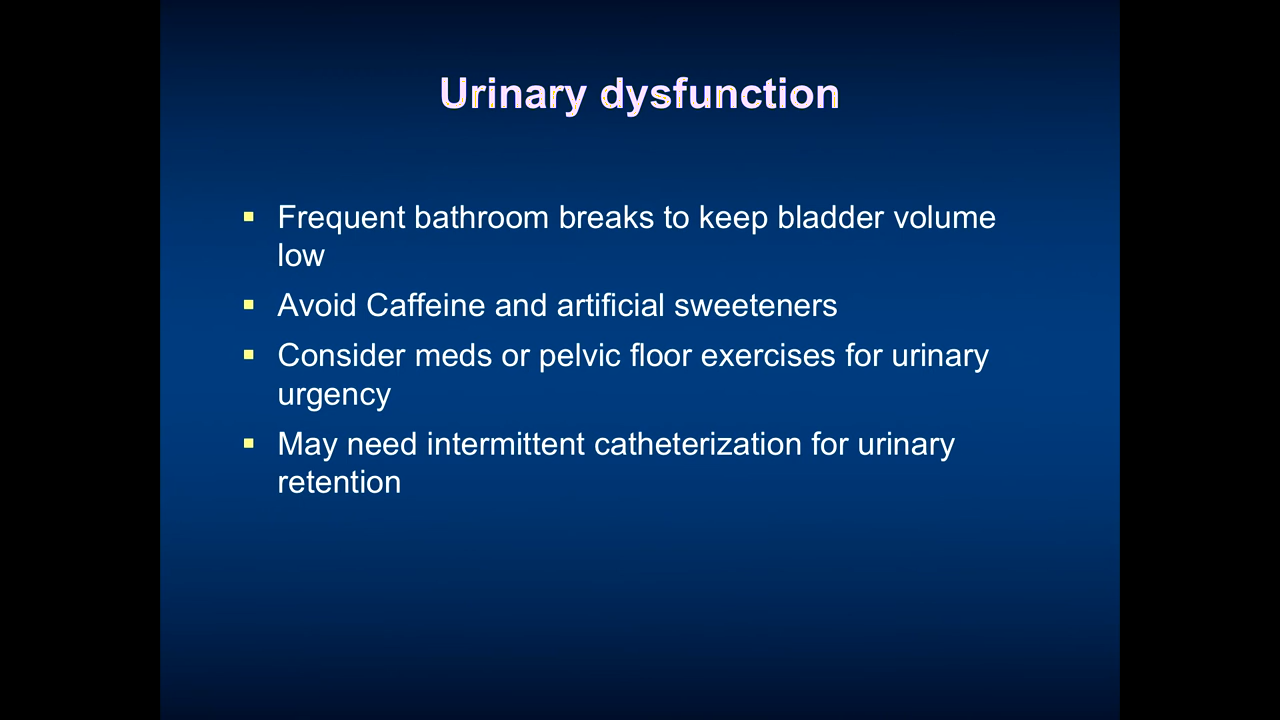 Urinary dysfunction
▪ Frequent bathroom breaks to keep bladder volume
low
▪ Avoid Caffeine and artificial sweeteners
▪ Consider meds or pelvic floor exercises for urinary
urgency
▪ May need intermittent catheterization for urinary
retention